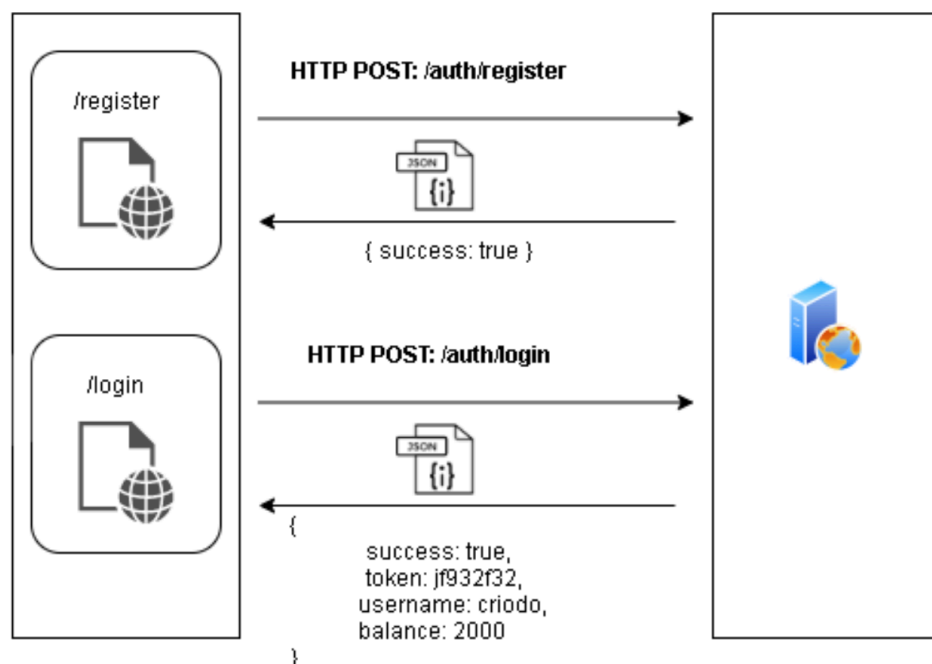 /register
HTTP POST: /auth/register
JSON
{i}
{ success: true }
/login
HTTP POST: /auth/login
JSON
{i}
{
success: true,
token: jf932f32,
username: criodo,
balance: 2000
}